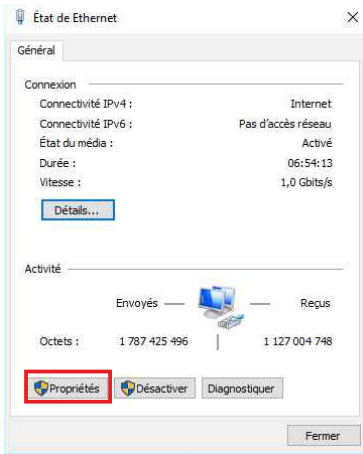 État de Ethernet
Général
Connexion
Connectivité IPv4 : Internet
Connectivité IPv6 : Pas d'accès réseau
État du média : Activé
Durée : 06:54:13
Vitesse : 1,0 Gbits/s
Détails...
Activité
Envoyés Reçus
Octets : 1 787 425 496 1 127 004 748
Propriétés Désactiver Diagnostiquer
Fermer